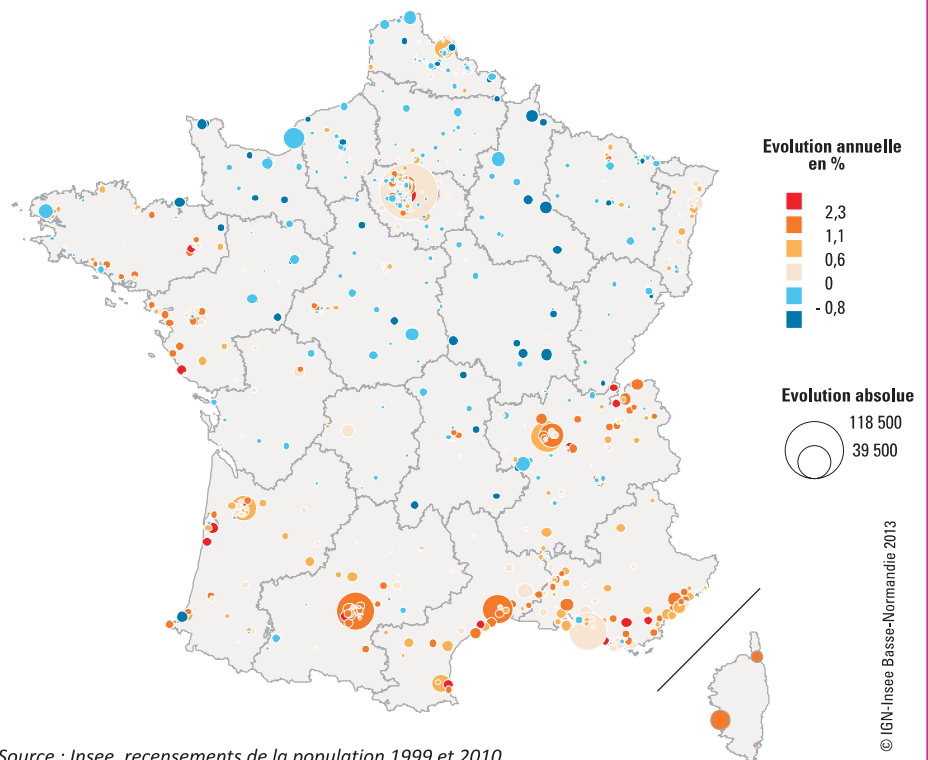 Evolution annuelle
en %
2,3
1,1
0,6
0
- 0,8
Evolution absolue
118 500
39 500
© IGN-Insee Basse-Normandie 2013
Source : Insee, recensements de la population 1999 et 2010